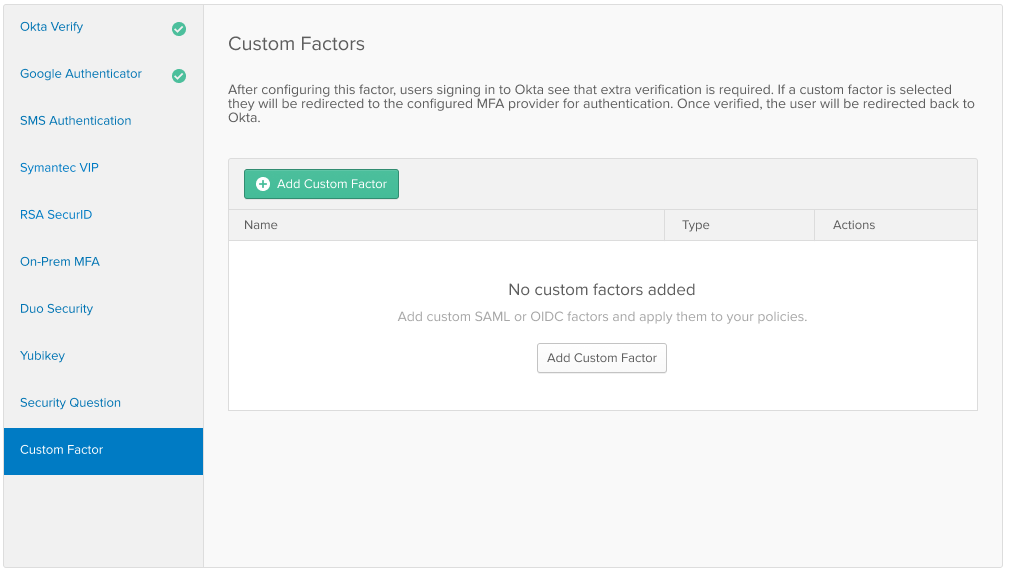 Okta Verify
Google Authenticator
SMS Authentication
Symantec VIP
RSA SecurID
On-Prem MFA
Duo Security
Yubikey
Security Question
Custom Factor
Custom Factors
After configuring this factor, users signing in to Okta see that extra verification is required. If a custom factor is selected
they will be redirected to the configured MFA provider for authentication. Once verified, the user will be redirected back to
Okta.
Add Custom Factor
Name Type Actions
No custom factors added
Add custom SAML or OIDC factors and apply them to your policies.
Add Custom Factor